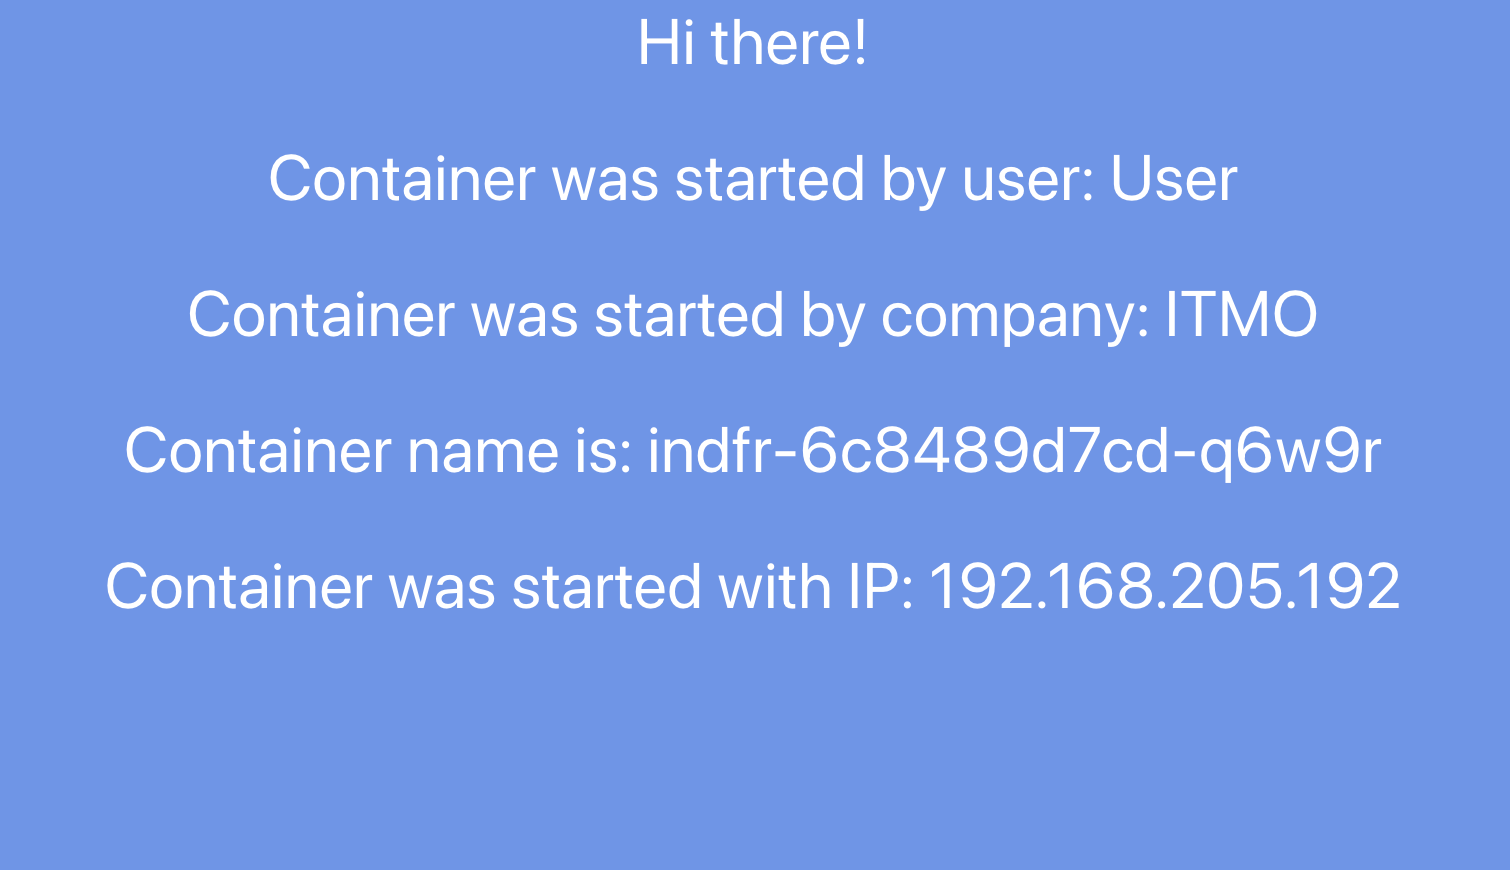 Hi there!
Container was started by user: User
Container was started by company: ITMO
Container name is: indfr-6c8489d7cd-q6w9r
Container was started with IP: 192.168.205.192